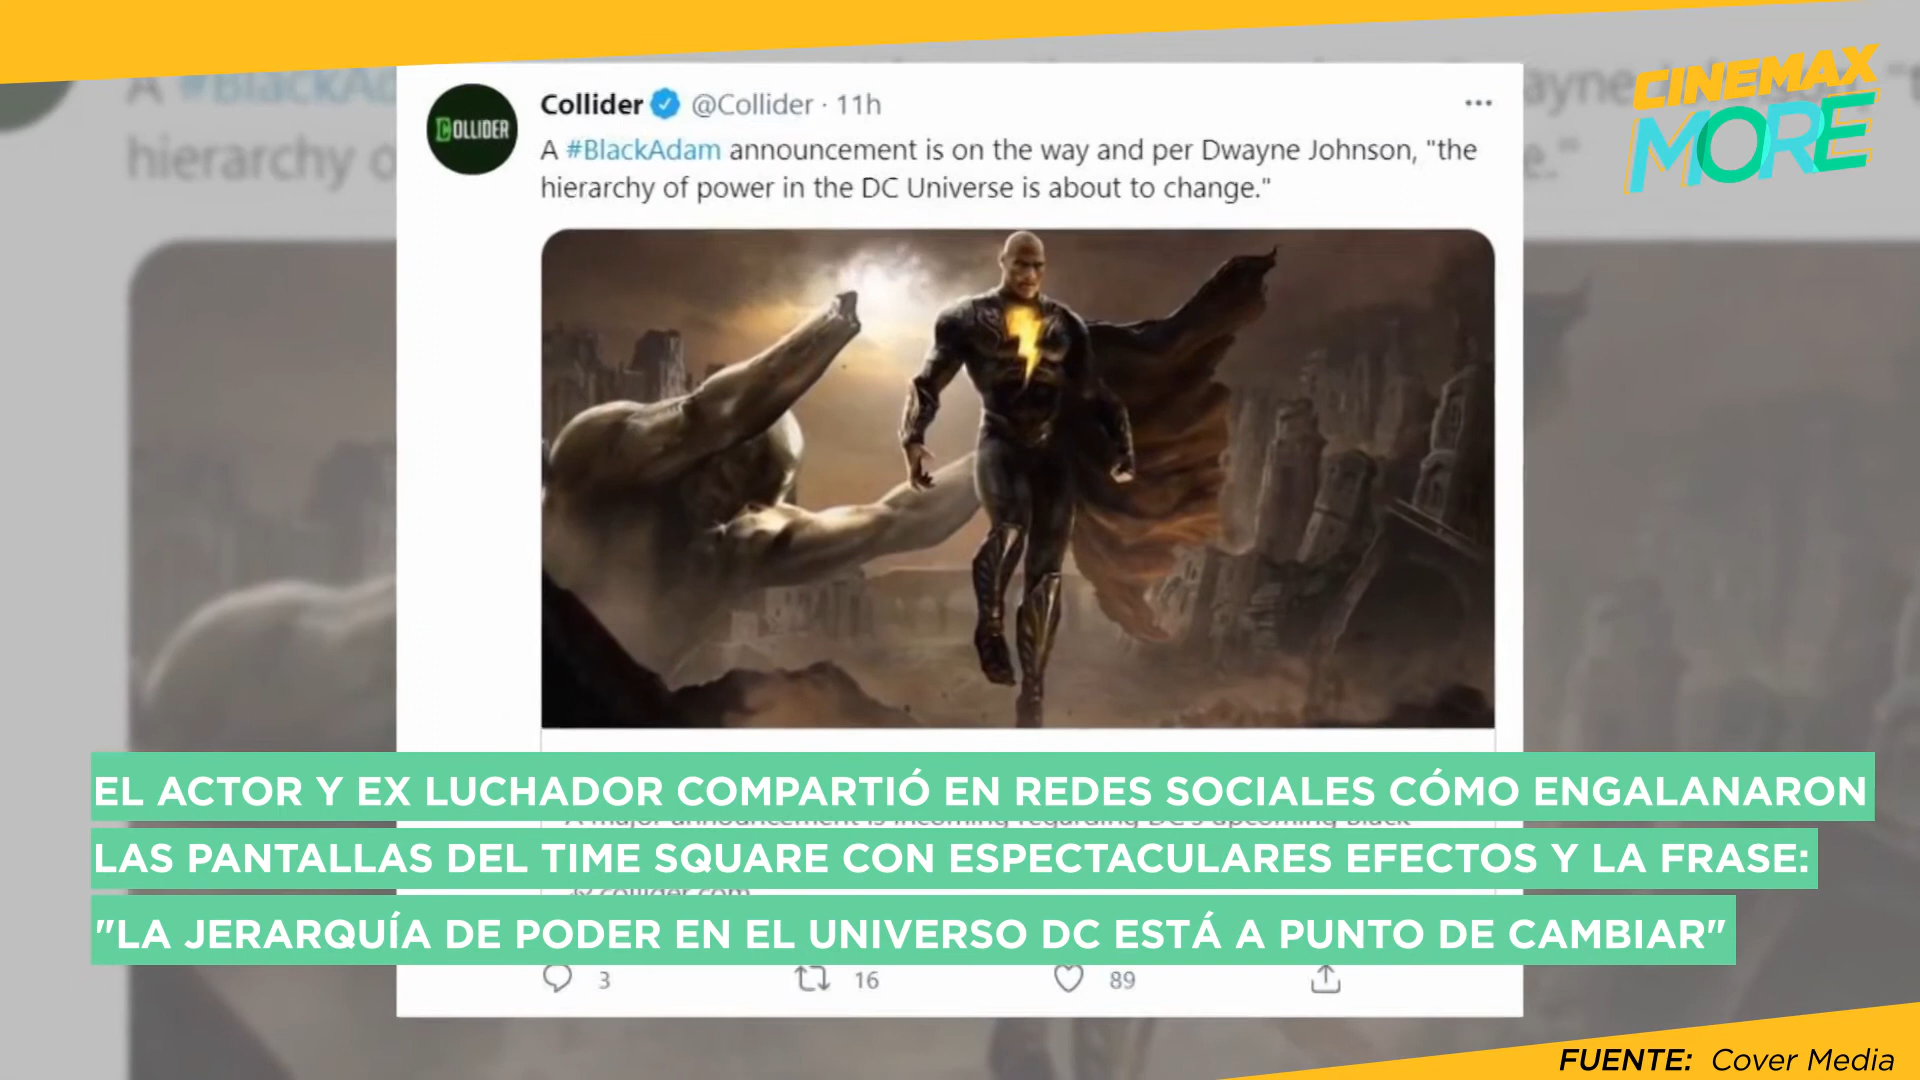 CINEMAX
MORE
COLLIDER
Collider @Collider · 11h
A #BlackAdam announcement is on the way and per Dwayne Johnson, "the
hierarchy of power in the DC Universe is about to change."
EL ACTOR Y EX LUCHADOR COMPARTIÓ EN REDES SOCIALES CÓMO ENGALANARON
LAS PANTALLAS DEL TIME SQUARE CON ESPECTACULARES EFECTOS Y LA FRASE:
"LA JERARQUÍA DE PODER EN EL UNIVERSO DC ESTÁ A PUNTO DE CAMBIAR"
3 16 89
FUENTE: Cover Media